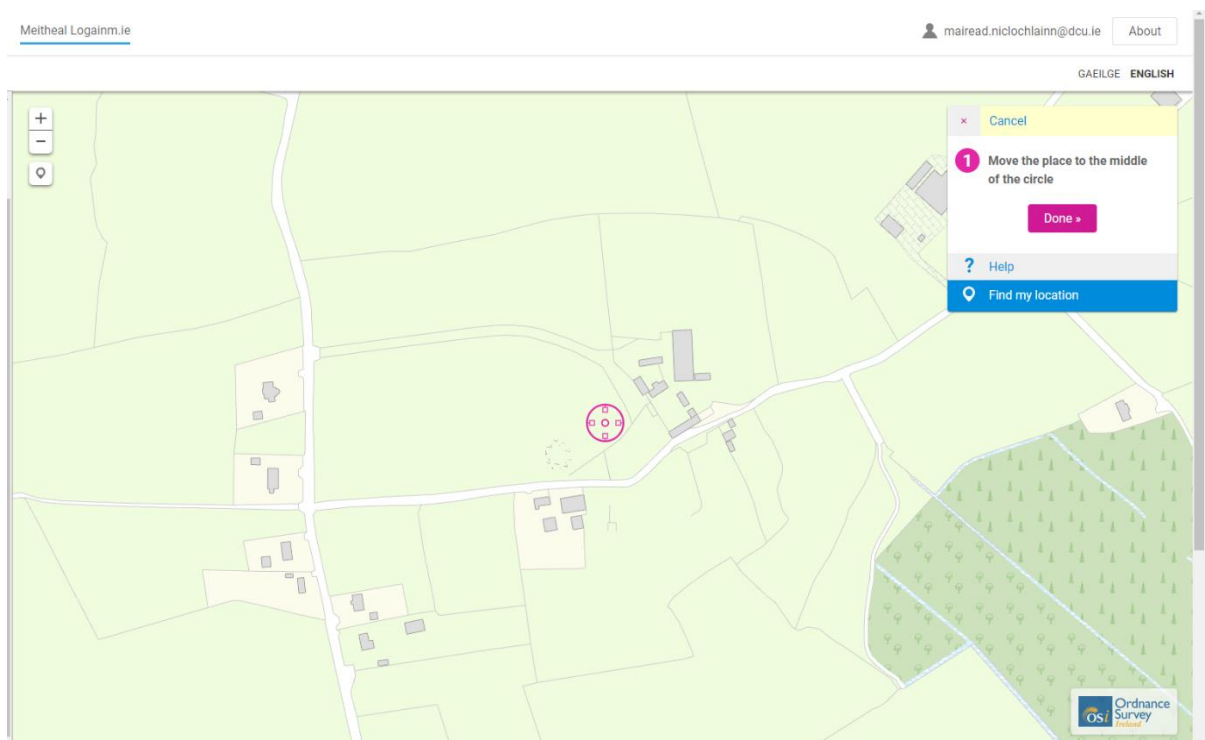 Meitheal Logainm.ie
mairead.niclochlainn@dcu.ie
About
GAEILGE ENGLISH
+
−
× Cancel
1 Move the place to the middle
of the circle
Done »
? Help
Find my location
osi Ordnance
Survey
Ireland